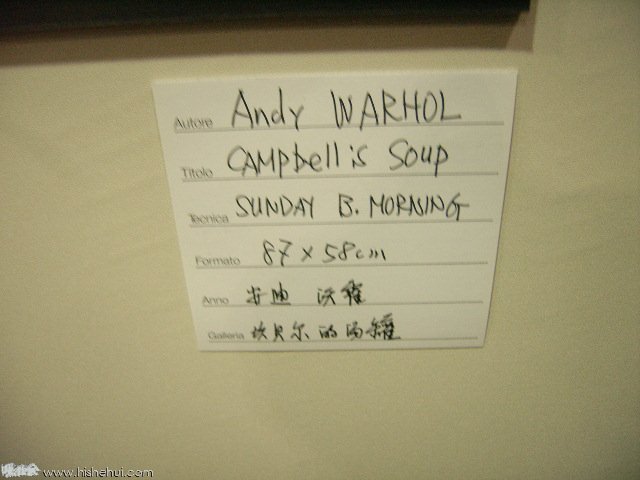 Autore Andy WARHOL
Titolo CAMPbell's Soup
Tecnica SUNDAY B. MORNING
Formato 87 x 58cm
Anno 安迪 沃霍
Galleria 坎贝尔的汤罐
www.hishehui.com